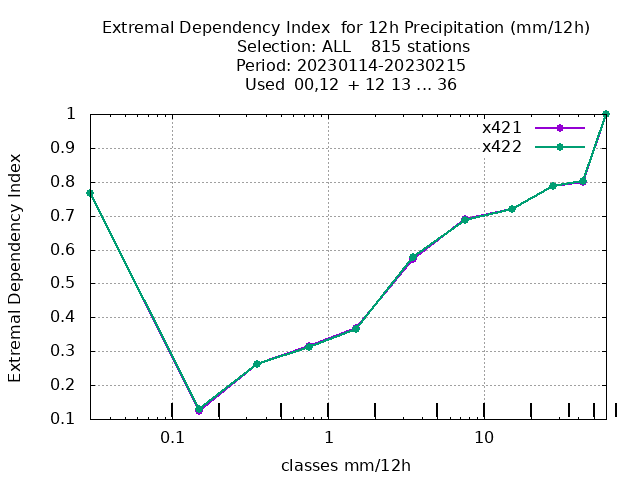 Extremal Dependency Index  for 12h Precipitation (mm/12h)
Selection: ALL    815 stations
Period: 20230114-20230215
Used  00,12  + 12 13 ... 36
x421
x422
1
0.9
0.8
0.7
0.6
0.5
0.4
0.3
0.2
0.1
Extremal Dependency Index
0.1 1 10
classes mm/12h